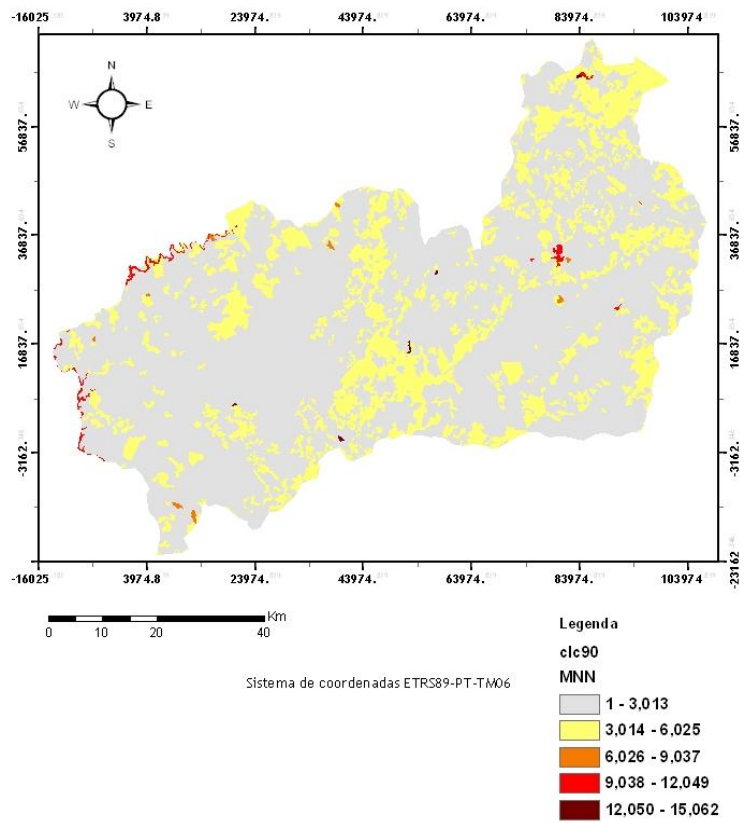 -16025 3974.8 23974. 43974. 63974. 83974. 103974.
N
W E
S
56837. 56837.
36837. 36837.
16837. 16837.
-3162. -3162.
-23162
-16025 3974.8 23974. 43974. 63974. 83974. 103974.
Km
0 10 20 40
Sistema de coordenadas ETRS89-PT-TM06
Legenda
clc90
MNN
1 - 3,013
3,014 - 6,025
6,026 - 9,037
9,038 - 12,049
12,050 - 15,062